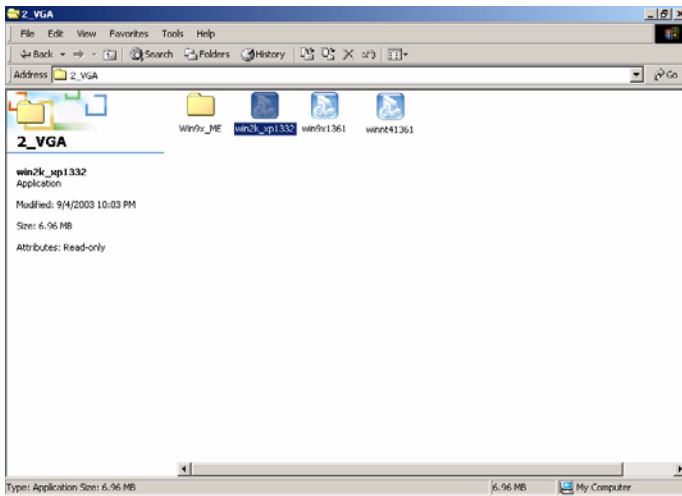 2_VGA
File Edit View Favorites Tools Help
Back Search Folders History
Address 2_VGA Go
Win9x_ME win2k_xp1332 win9x1361 winnt41361
2_VGA
win2k_xp1332
Application
Modified: 9/4/2003 10:03 PM
Size: 6.96 MB
Attributes: Read-only
Type: Application Size: 6.96 MB 6.96 MB My Computer